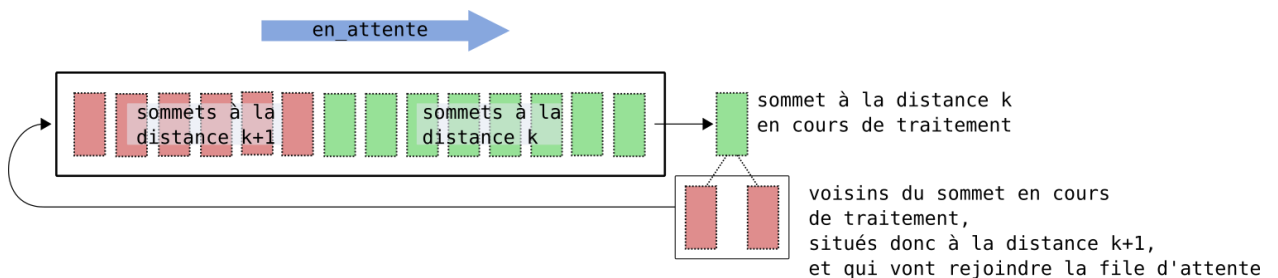 en_attente
sommets à la
distance k+1
sommets à la
distance k
sommet à la distance k
en cours de traitement
voisins du sommet en cours
de traitement,
situés donc à la distance k+1,
et qui vont rejoindre la file d'attente